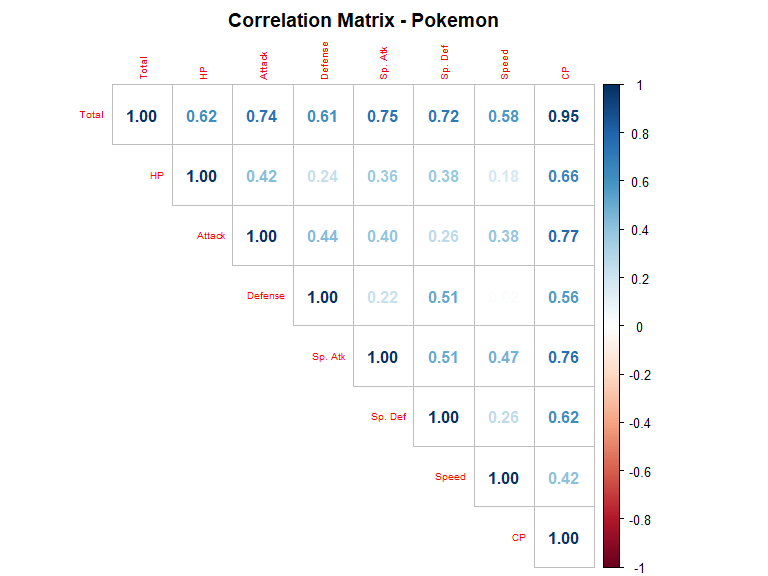 Correlation Matrix - Pokemon
Total HP Attack Defense Sp. Atk Sp. Def Speed CP
Total 1.00 0.62 0.74 0.61 0.75 0.72 0.58 0.95
HP 1.00 0.42 0.24 0.36 0.38 0.18 0.66
Attack 1.00 0.44 0.40 0.26 0.38 0.77
Defense 1.00 0.22 0.51 0.56
Sp. Atk 1.00 0.51 0.47 0.76
Sp. Def 1.00 0.26 0.62
Speed 1.00 0.42
CP 1.00
1
0.8
0.6
0.4
0.2
0
-0.2
-0.4
-0.6
-0.8
-1